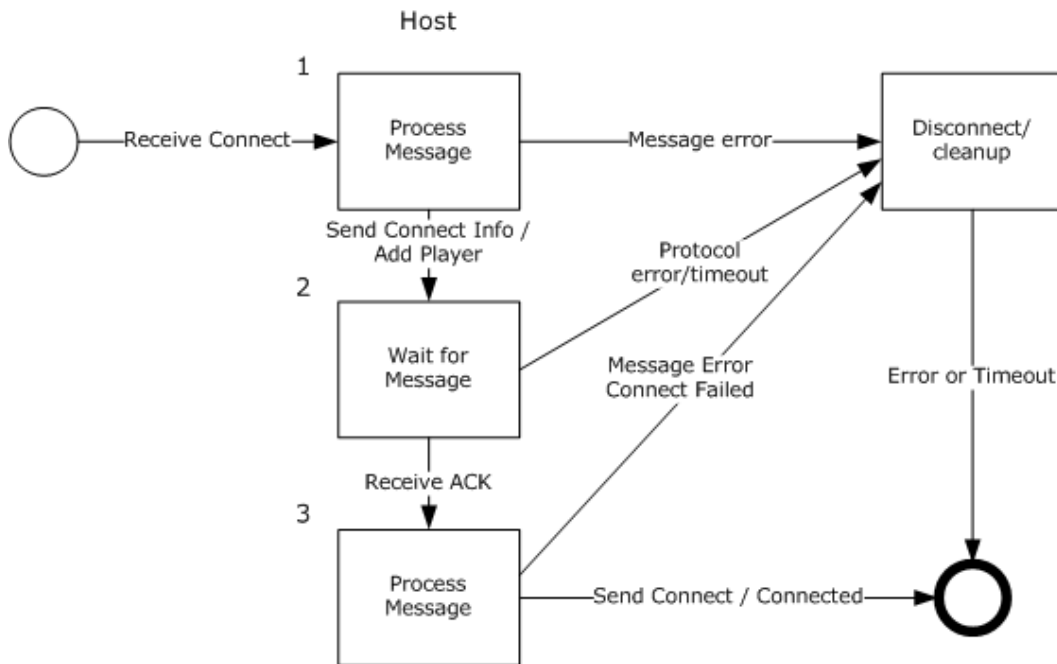 Host
1
Process
Message
Receive Connect
Message error
Disconnect/
cleanup
Send Connect Info /
Add Player
2
Wait for
Message
Protocol
error/timeout
Message Error
Connect Failed
Error or Timeout
Receive ACK
3
Process
Message
Send Connect / Connected